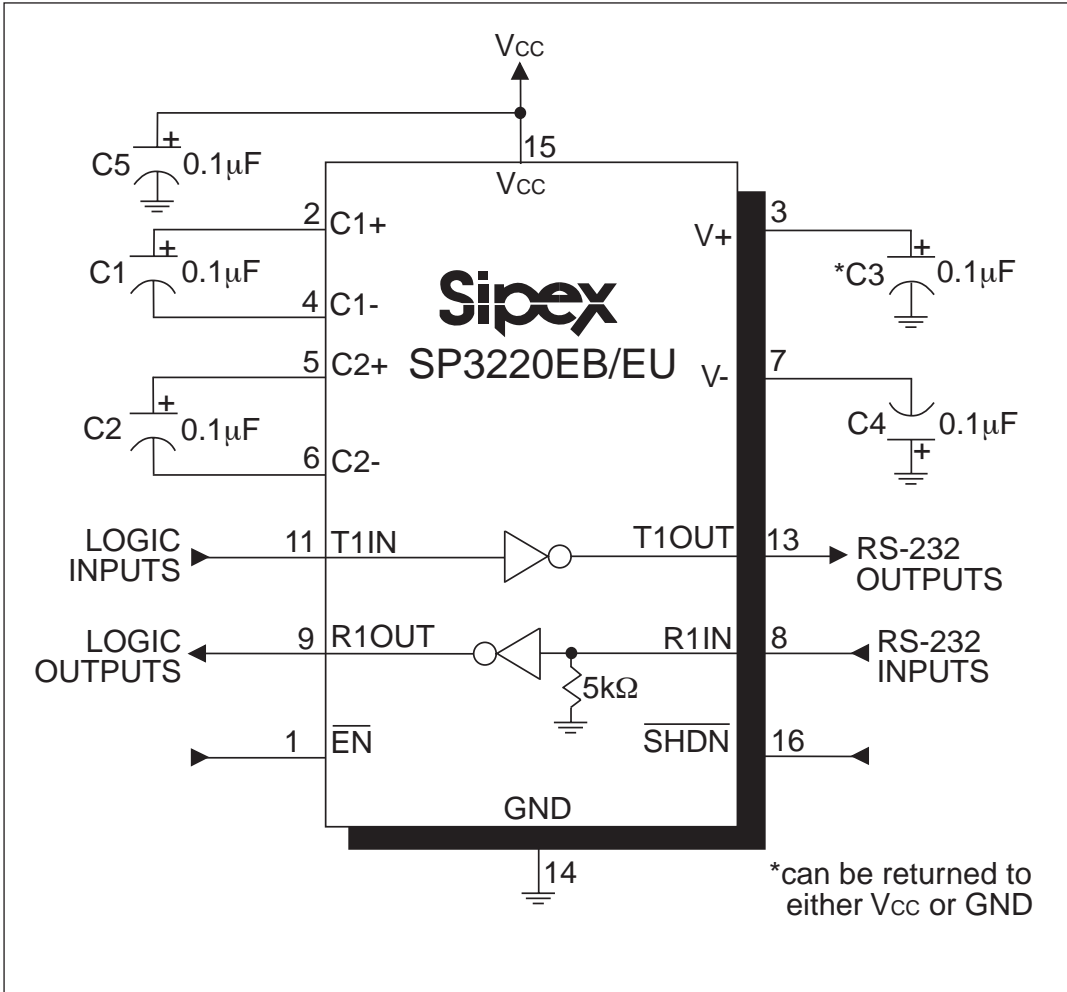 VCC
15
VCC
C5
+
0.1μF
2
C1+
C1
+
0.1μF
4
C1-
5
C2+
C2
+
0.1μF
6
C2-
Sipex
SP3220EB/EU
3
V+
*C3
+
0.1μF
7
V-
C4
0.1μF
+
LOGIC
INPUTS
11
T1IN
T1OUT
13
RS-232
OUTPUTS
LOGIC
OUTPUTS
9
R1OUT
R1IN
8
RS-232
INPUTS
5kΩ
1
E̅N̅
S̅H̅D̅N̅
16
GND
14
*can be returned to
either VCC or GND